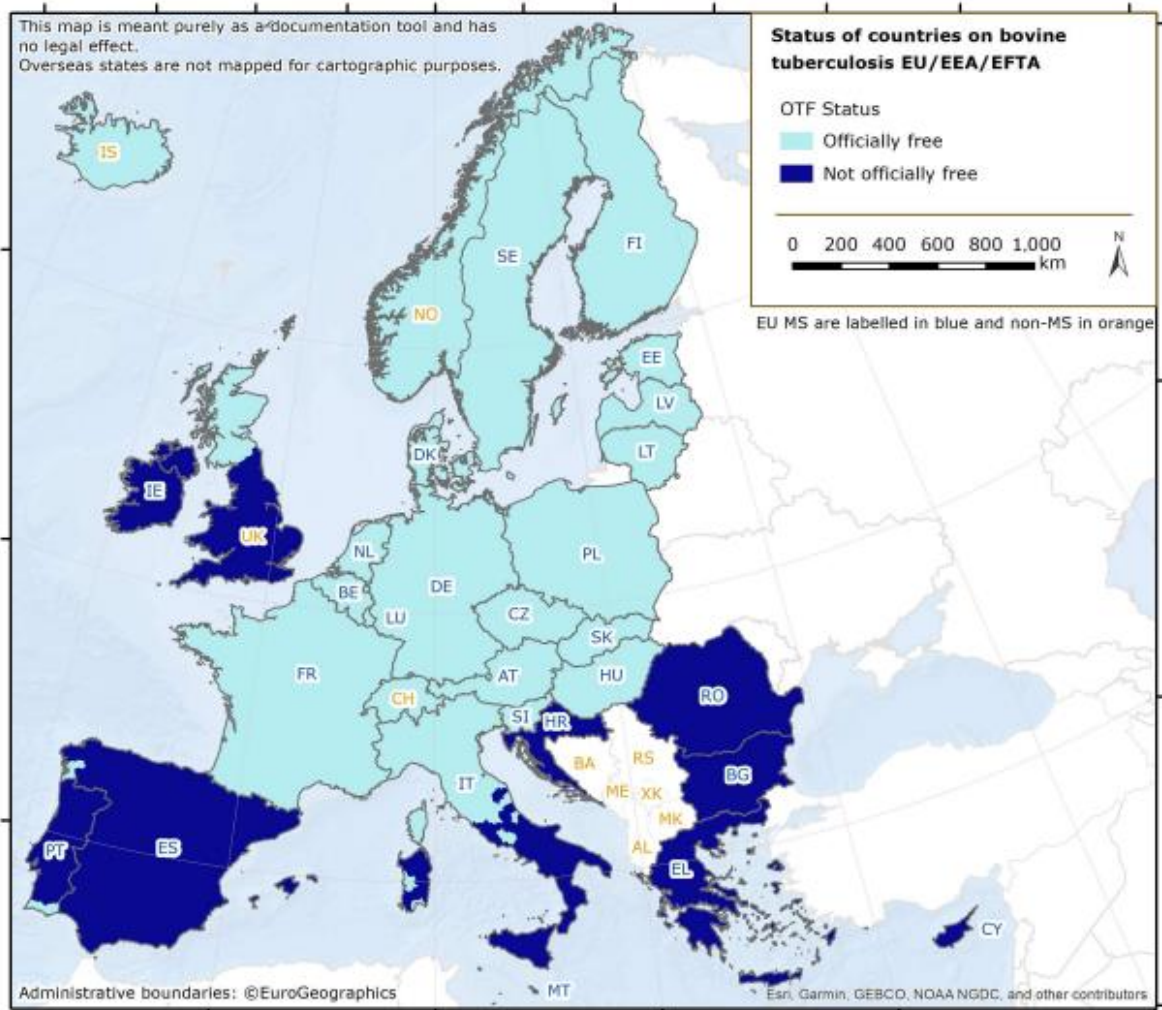 This map is meant purely as a documentation tool and has
no legal effect.
Overseas states are not mapped for cartographic purposes.
Status of countries on bovine
tuberculosis EU/EEA/EFTA
OTF Status
Officially free
Not officially free
0 200 400 600 800 1,000
km
N
EU MS are labelled in blue and non-MS in orange
IS
FI
SE
NO
EE
LV
LT
DK
IE
UK
NL
PL
DE
BE
CZ
LU
SK
FR
AT
HU
CH
RO
SI
HR
BA
RS
IT
BG
ME
XK
MK
AL
PT
ES
EL
CY
MT
Administrative boundaries: ©EuroGeographics
Esri, Garmin, GEBCO, NOAA NGDC, and other contributors